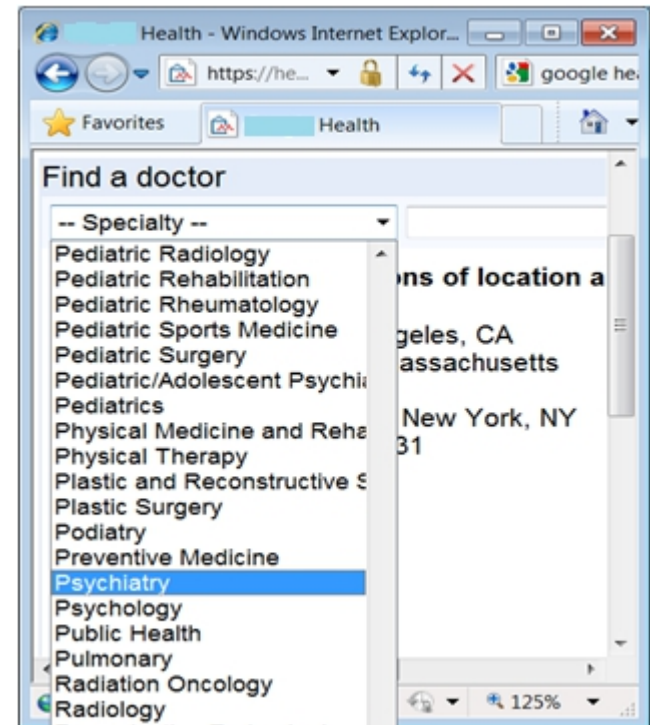 Health - Windows Internet Explor...
https://he...
google hea
Favorites
Health
Find a doctor
-- Specialty --
Pediatric Radiology
Pediatric Rehabilitation
Pediatric Rheumatology
Pediatric Sports Medicine
Pediatric Surgery
Pediatric/Adolescent Psychia
Pediatrics
Physical Medicine and Reha
Physical Therapy
Plastic and Reconstructive S
Plastic Surgery
Podiatry
Preventive Medicine
Psychiatry
Psychology
Public Health
Pulmonary
Radiation Oncology
Radiology
ons of location a
geles, CA
assachusetts
New York, NY
31
125%